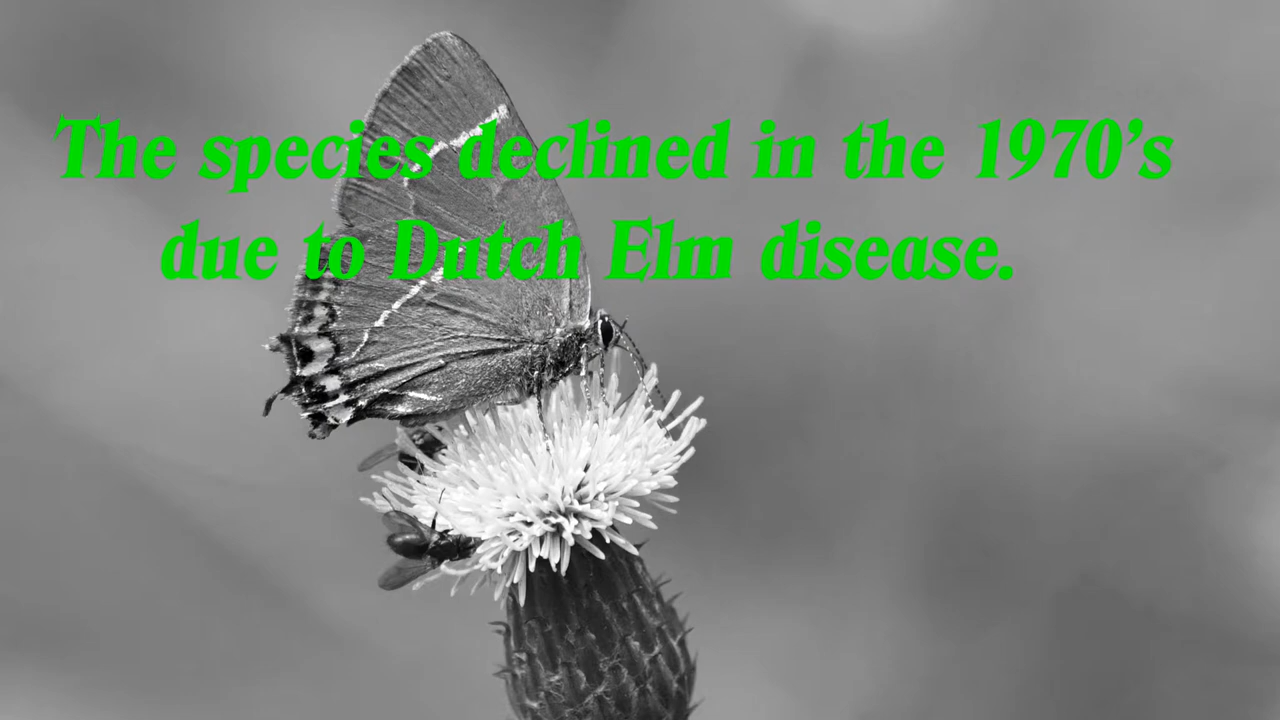 The species declined in the 1970’s
due to Dutch Elm disease.